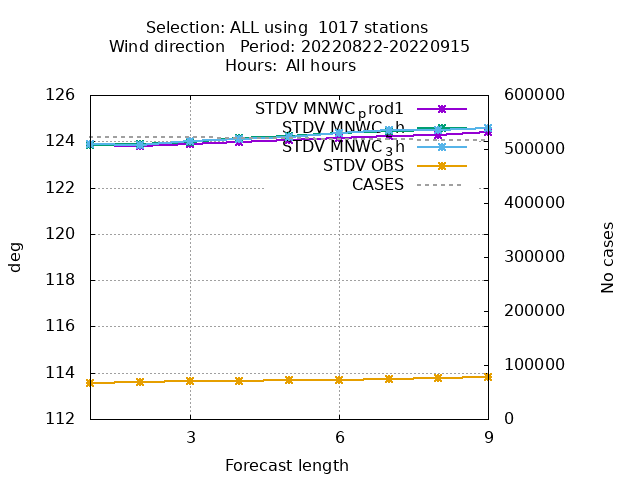 Selection: ALL using  1017 stations
Wind direction   Period: 20220822-20220915
Hours:  All hours
126
124
122
120
118
116
114
112
600000
500000
400000
300000
200000
100000
0
STDV MNWC_prod1
STDV MNWC_h
STDV MNWC_3h
STDV OBS
CASES
deg
No cases
3
6
9
Forecast length